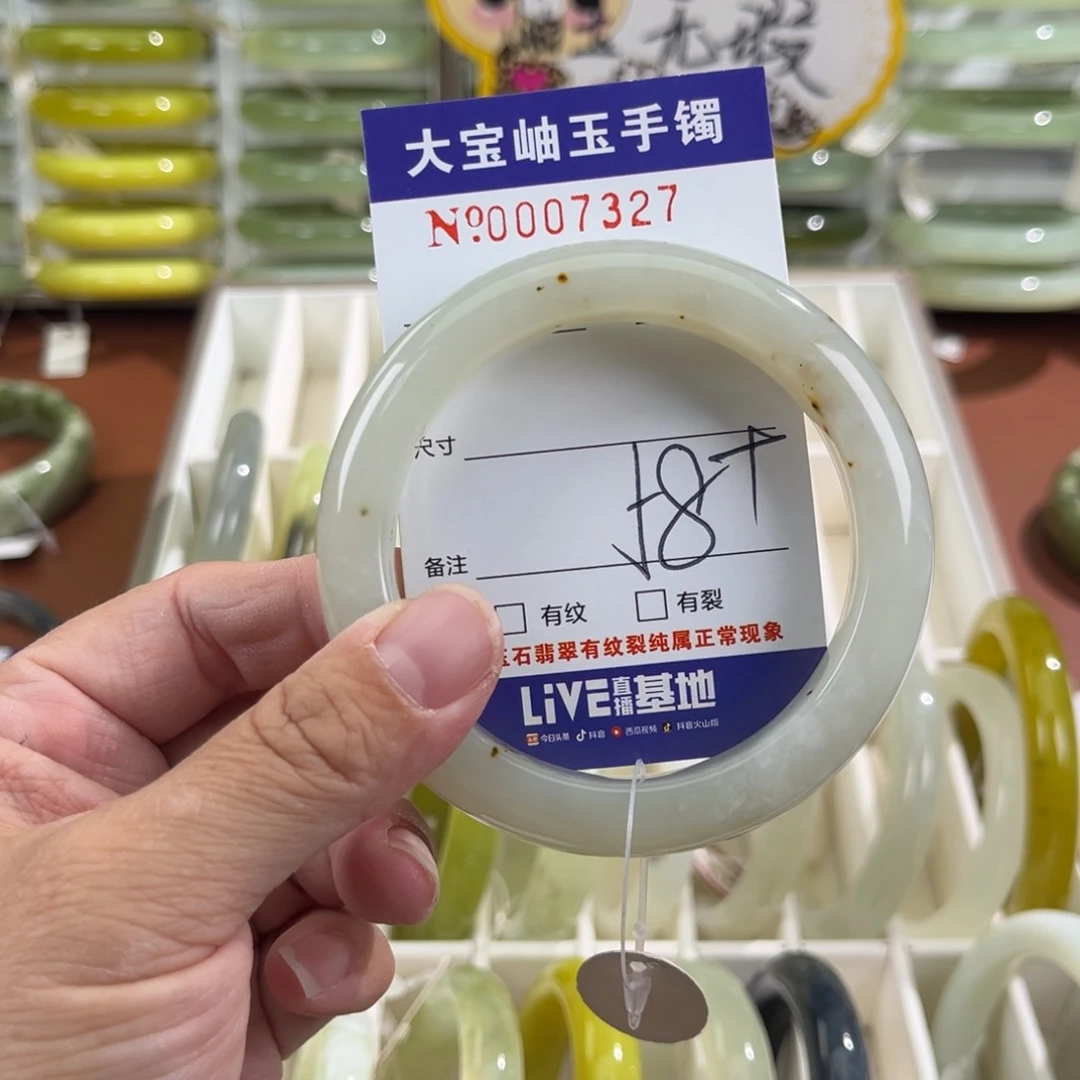 大宝岫玉手镯
No.0007327
尺寸
备注
有纹 有裂
玉石翡翠有纹裂纯属正常现象
LiVE直播基地
今日头条 抖音 西瓜视频 抖音火山版